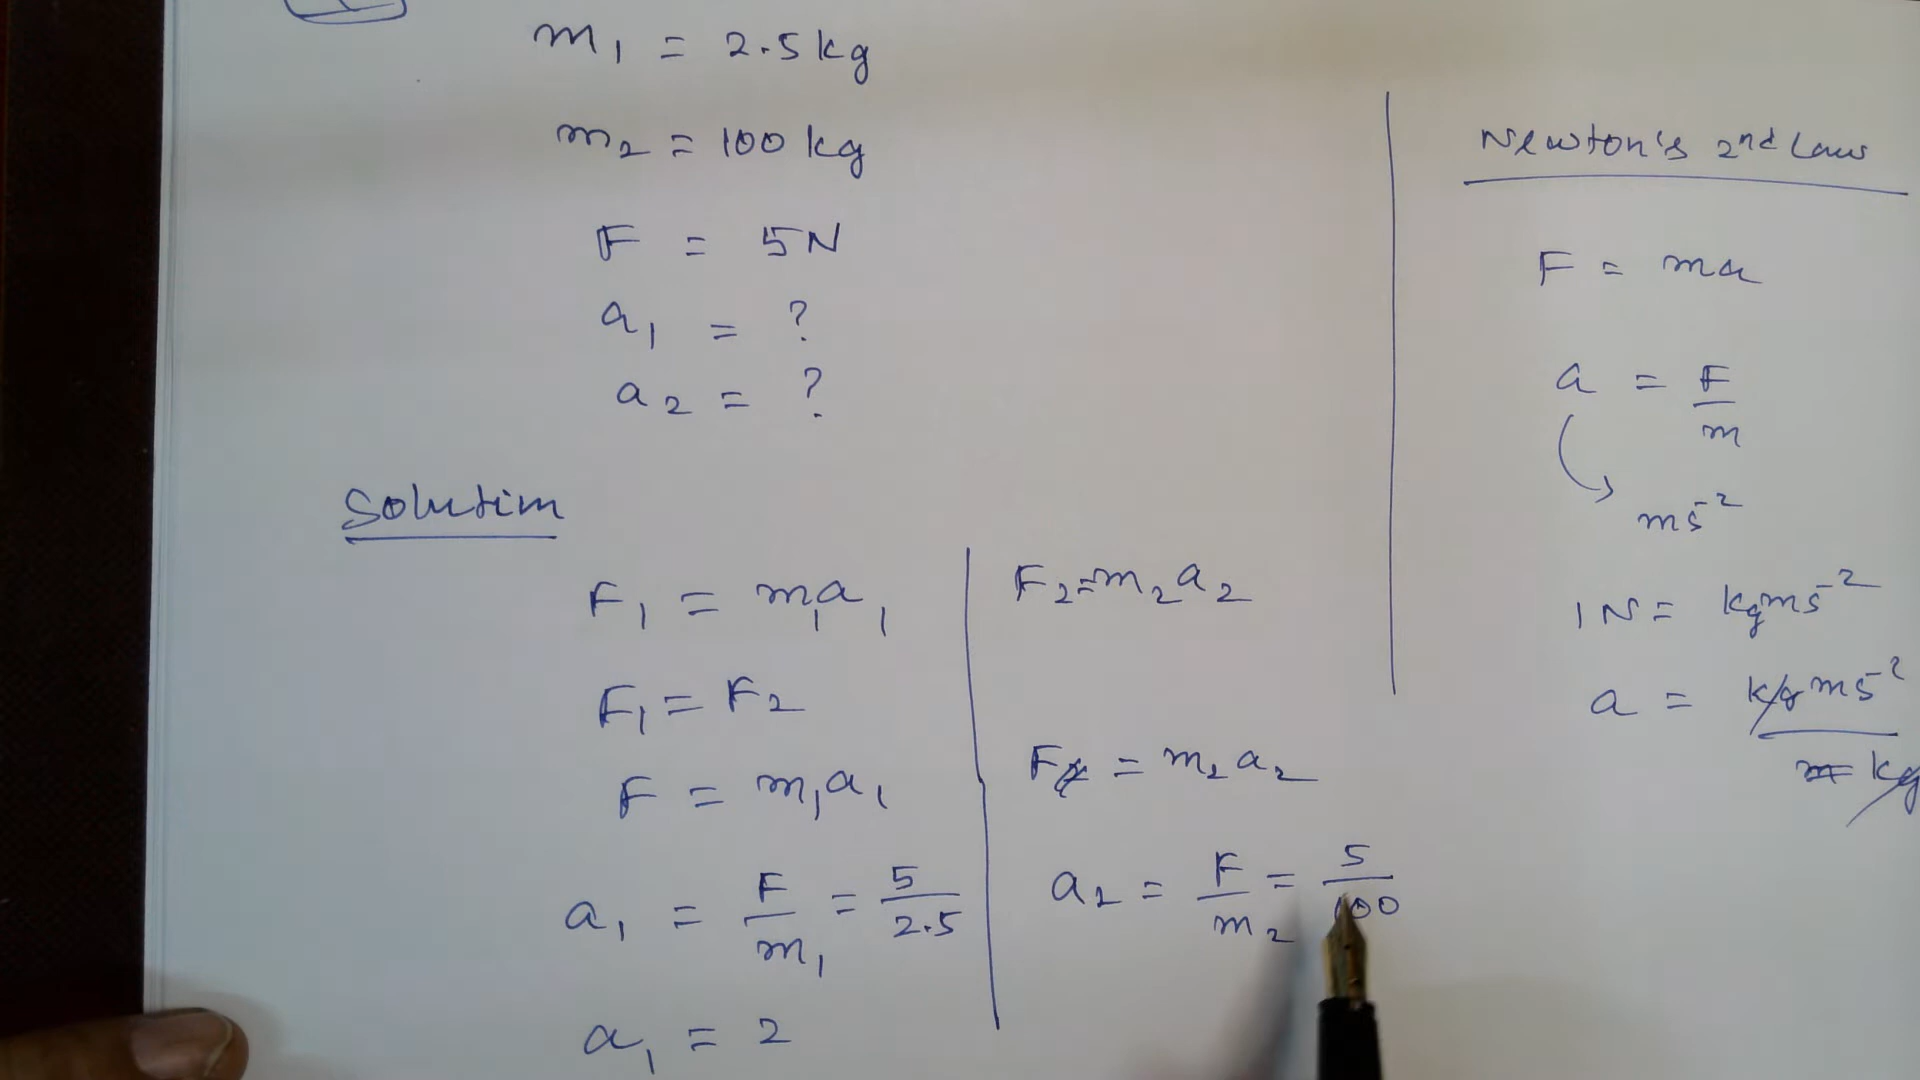 m₁ = 2.5 kg
m₂ = 100 kg
F = 5N
a₁ = ?
a₂ = ?
Solution
F₁ = m₁a₁
F₁ = F₂
F = m₁a₁
a₁ = F/m₁ = 5/2.5
a₁ = 2
F₂ = m₂a₂
F = m₂a₂
a₂ = F/m₂ = 5/100
Newton's 2nd Law
F = ma
a = F/m
ms⁻²
1N = kgms⁻²
a = kgms⁻²/kg